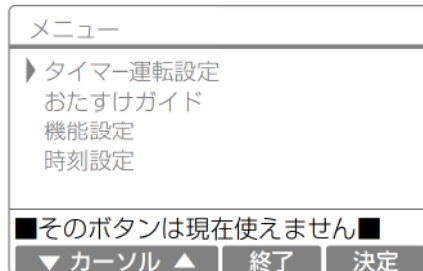 メニュー
▶タイマー運転設定
おたすけガイド
機能設定
時刻設定
■そのボタンは現在使えません■
▼ カーソル ▲ 終了 決定